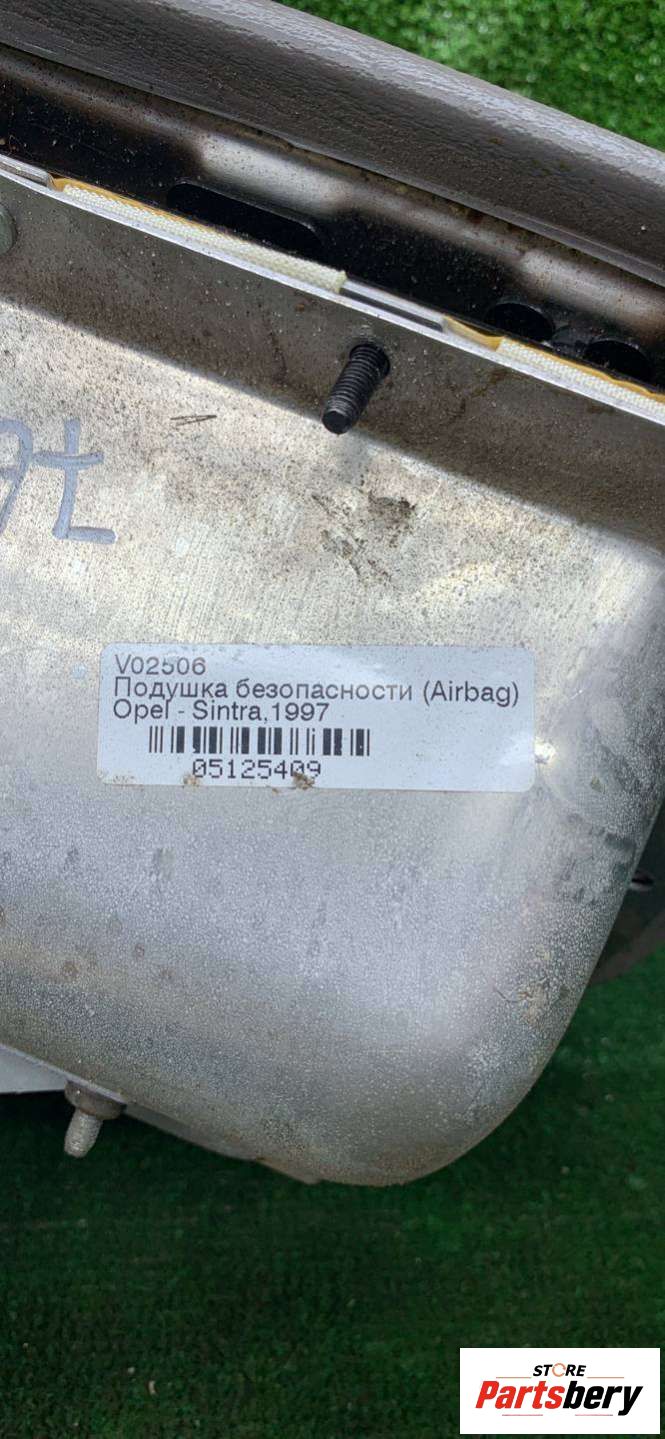 V02506
Подушка безопасности (Airbag)
Opel - Sintra,1997
05125409
STORE
Partsbery